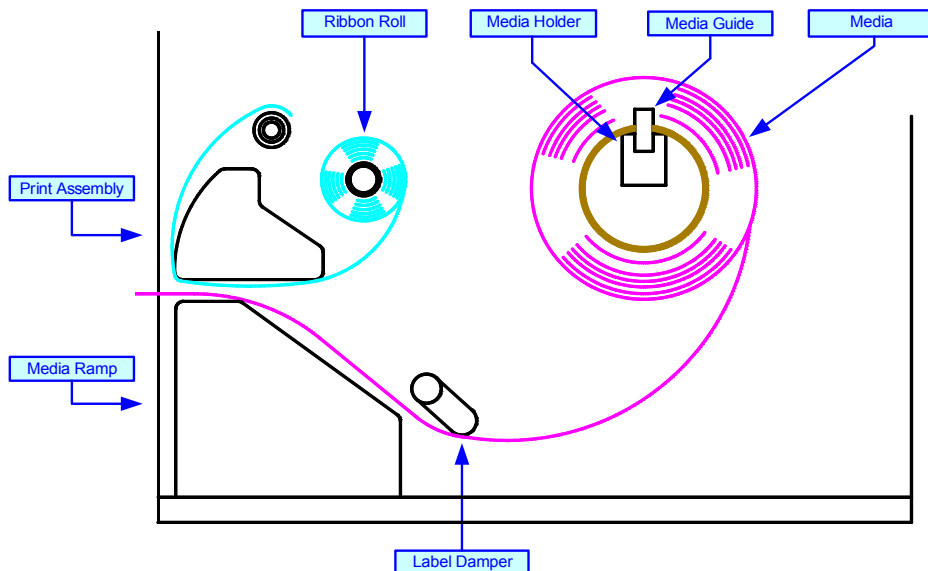 Ribbon Roll
Media Holder
Media Guide
Media
Print Assembly
Media Ramp
Label Damper